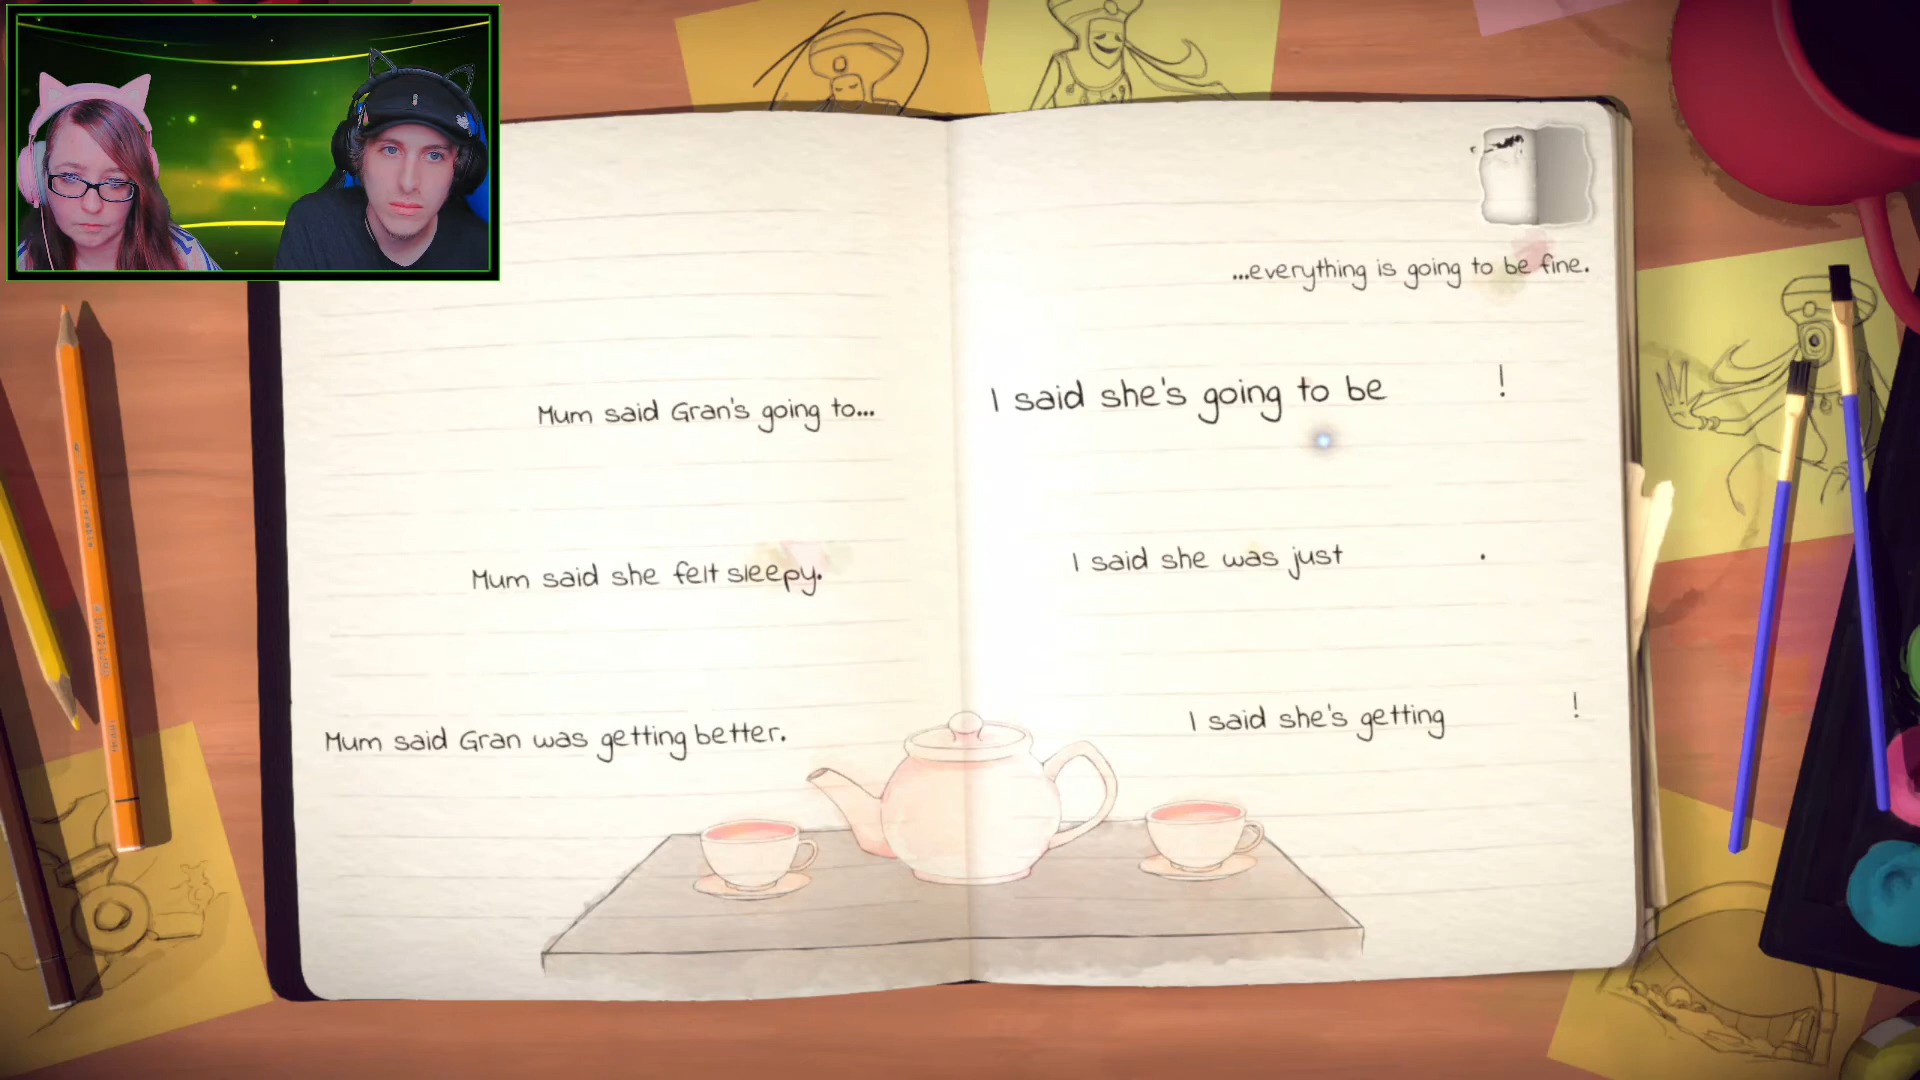 Mum said Gran's going to...
Mum said she felt sleepy.
Mum said Gran was getting better.
...everything is going to be fine.
I said she's going to be !
I said she was just .
I said she's getting !